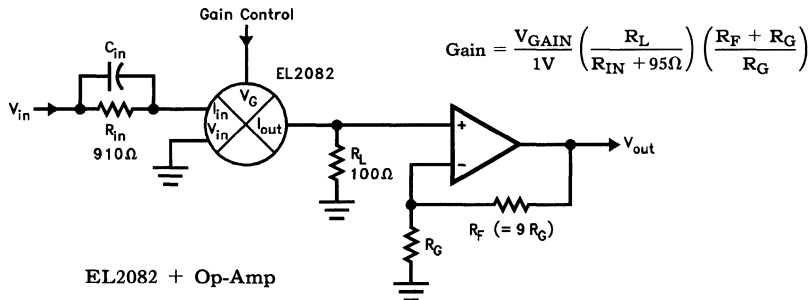 Gain Control
C_in
EL2082
V_in
R_in
910Ω
V_G
I_in
V_in
I_out
R_L
100Ω
+
-
V_out
R_F (= 9 R_G)
R_G
Gain = V_GAIN/1V (R_L/(R_IN + 95Ω)) ((R_F + R_G)/R_G)
EL2082 + Op-Amp